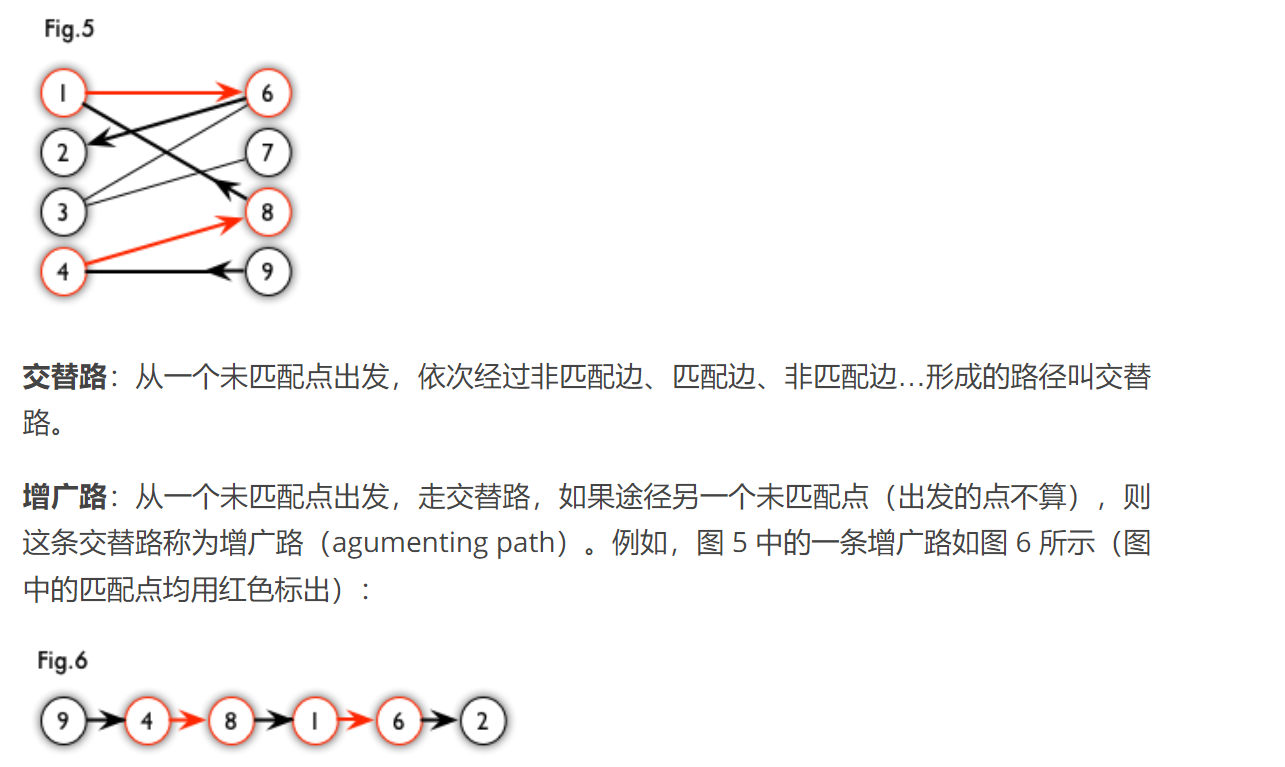 Fig.5
1 6
2 7
3 8
4 9
交替路：从一个未匹配点出发，依次经过非匹配边、匹配边、非匹配边…形成的路径叫交替
路。
增广路：从一个未匹配点出发，走交替路，如果途径另一个未匹配点（出发的点不算），则
这条交替路称为增广路（agumenting path）。例如，图 5 中的一条增广路如图 6 所示（图
中的匹配点均用红色标出）：
Fig.6
9 4 8 1 6 2